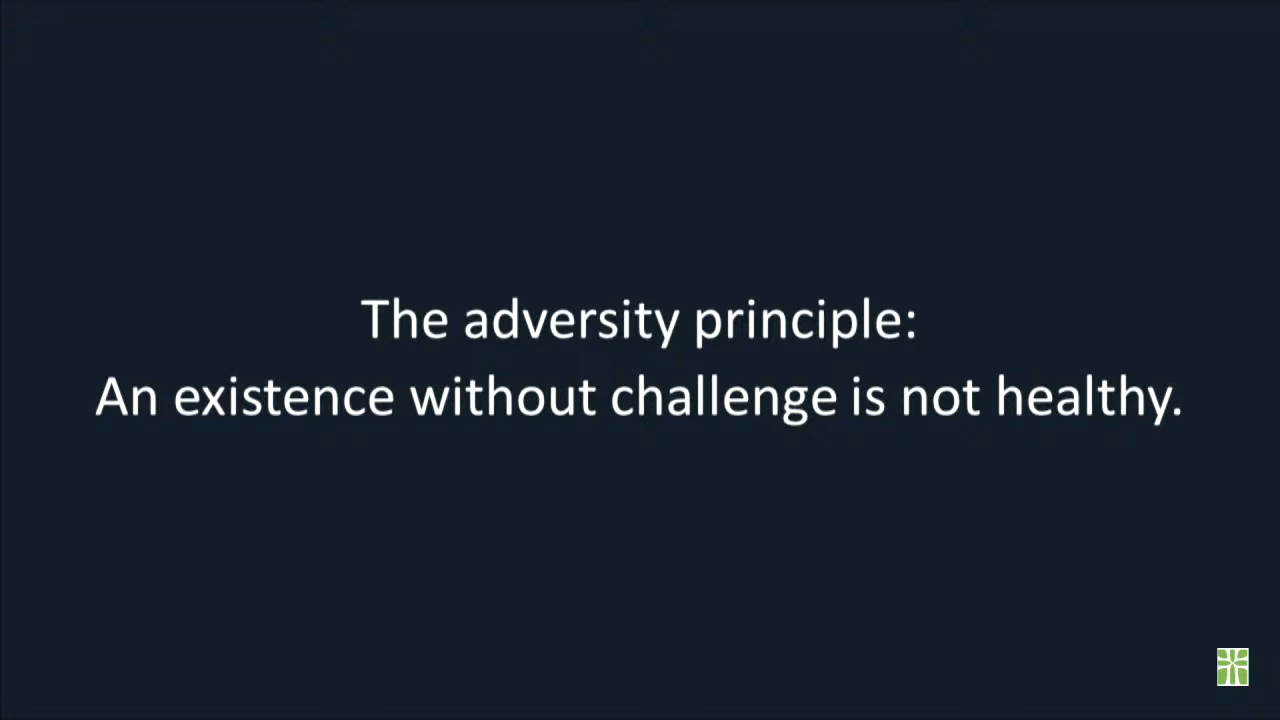 The adversity principle:
An existence without challenge is not healthy.